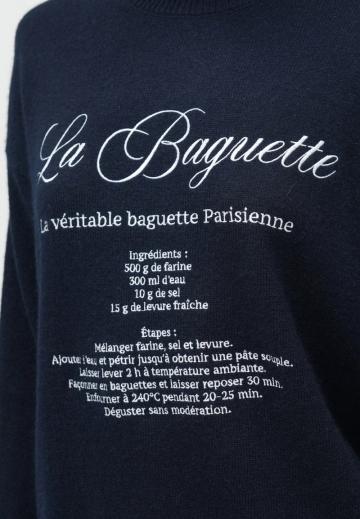 La Baguette
La véritable baguette Parisienne
Ingrédients :
500 g de farine
300 ml d'eau
10 g de sel
15 g de levure fraîche
Étapes :
Mélanger farine, sel et levure.
Ajouter l'eau et pétrir jusqu'à obtenir une pâte souple.
Laisser lever 2 h à température ambiante.
Façonner en baguettes et laisser reposer 30 min.
Enfourner à 240°C pendant 20-25 min.
Déguster sans modération.